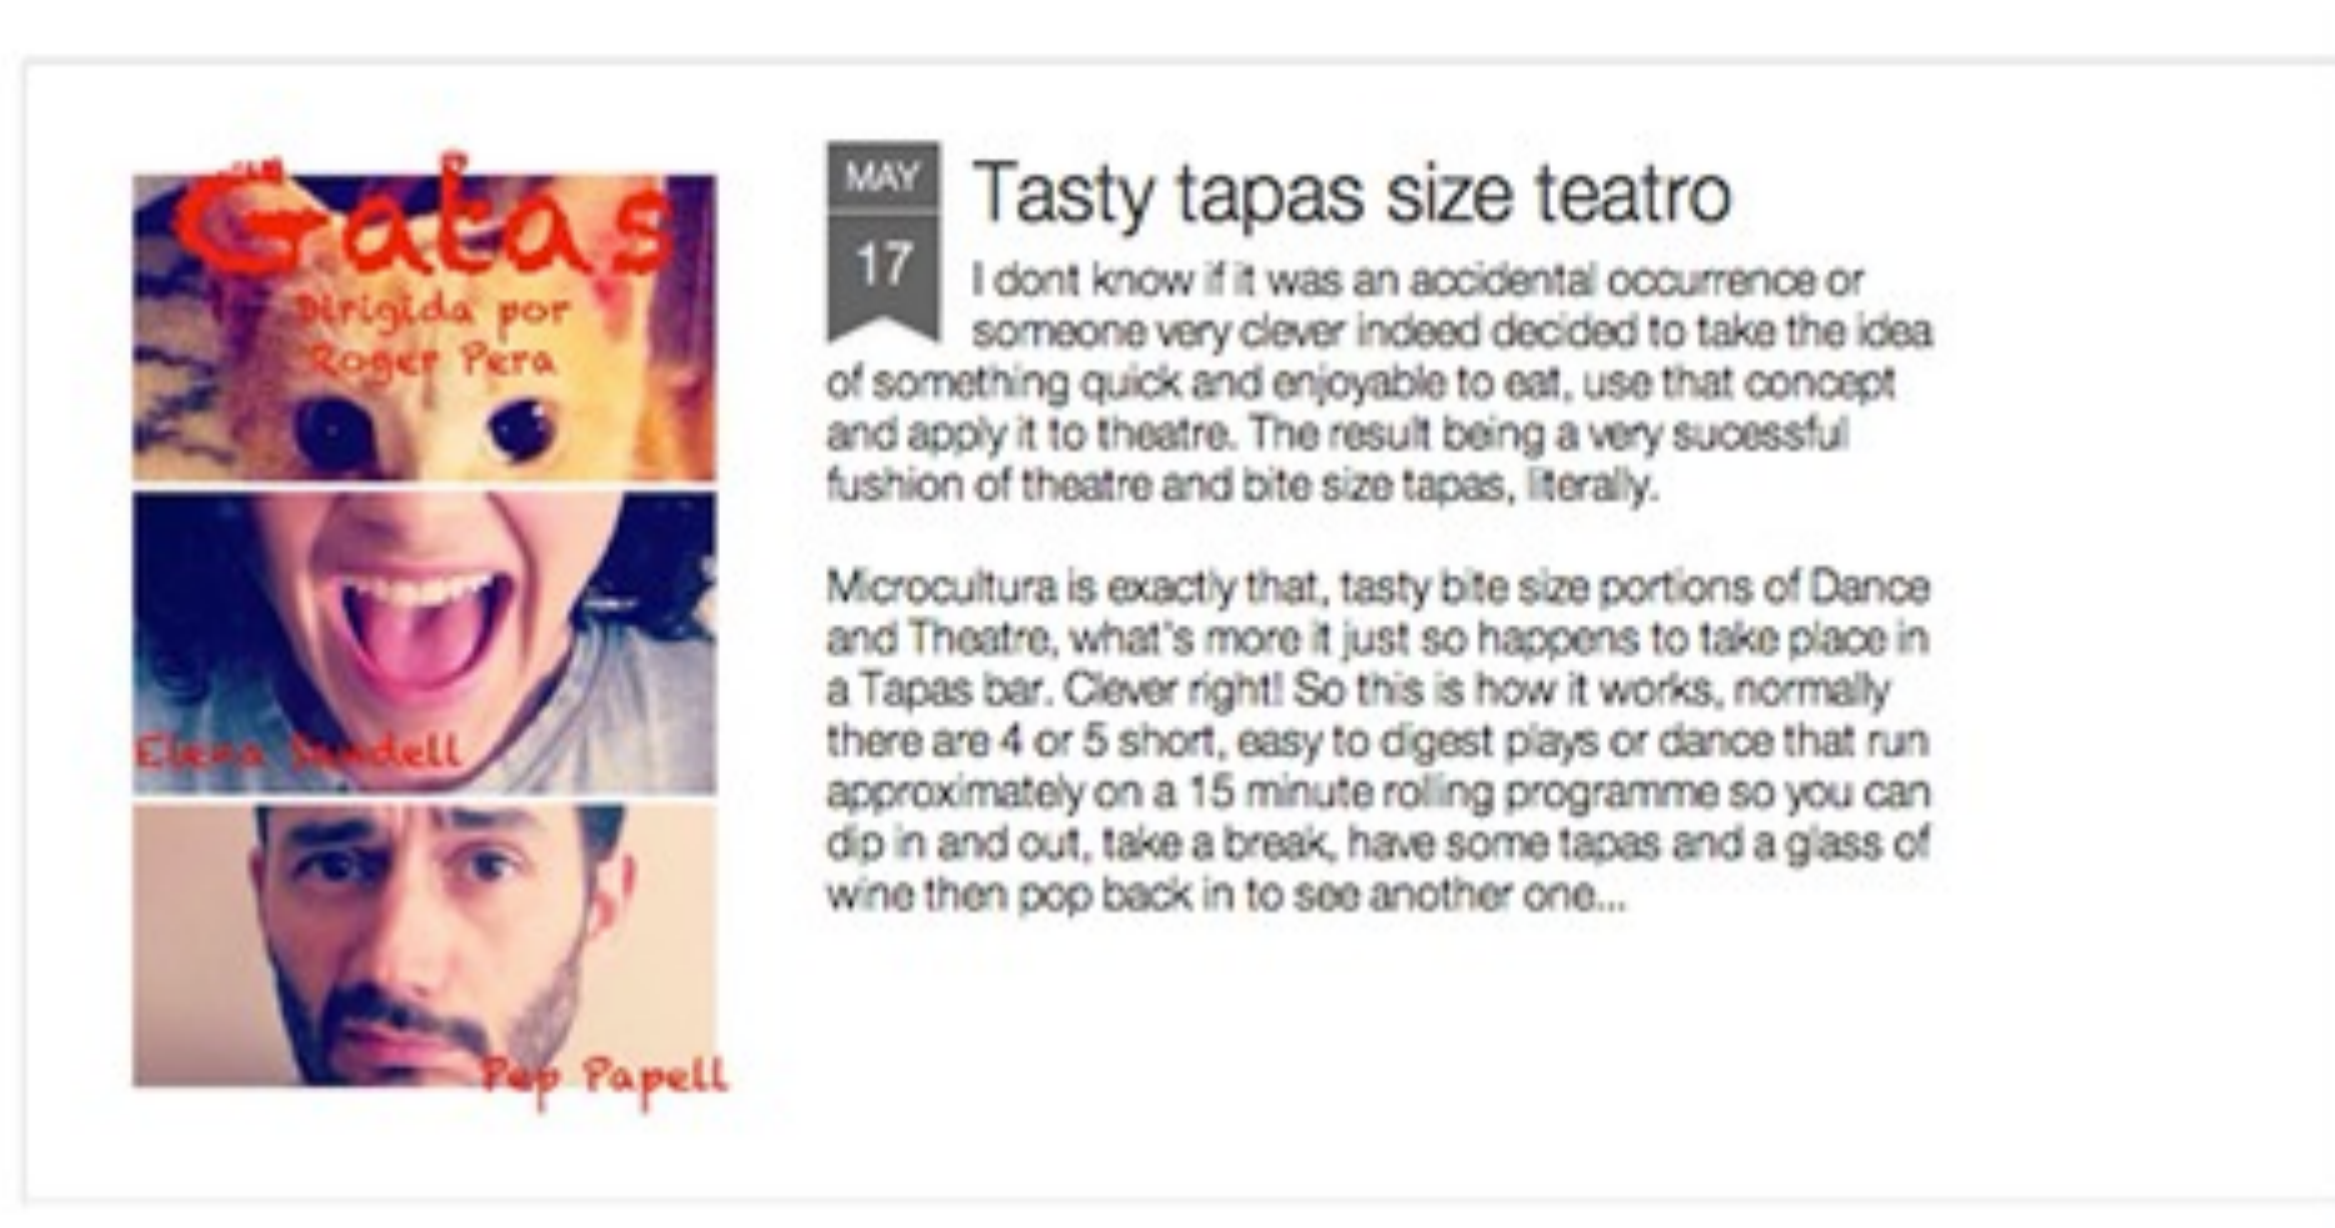 Gatas
Dirigida por
Roger Pera
Elena
Pep Papell
MAY
17
Tasty tapas size teatro
I dont know if it was an accidental occurrence or
someone very clever indeed decided to take the idea
of something quick and enjoyable to eat, use that concept
and apply it to theatre. The result being a very sucessful
fushion of theatre and bite size tapas, literally.
Microcultura is exactly that, tasty bite size portions of Dance
and Theatre, what's more it just so happens to take place in
a Tapas bar. Clever right! So this is how it works, normally
there are 4 or 5 short, easy to digest plays or dance that run
approximately on a 15 minute rolling programme so you can
dip in and out, take a break, have some tapas and a glass of
wine then pop back in to see another one...